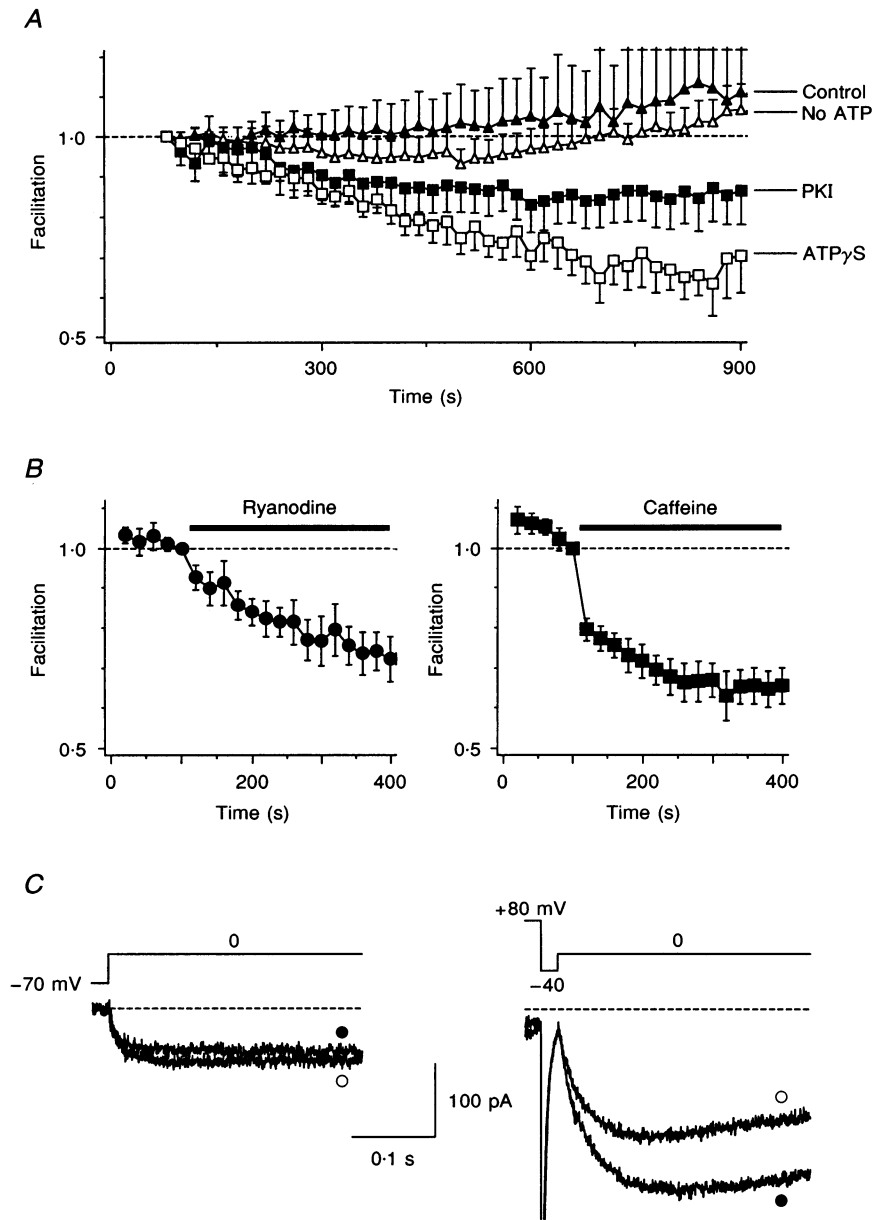 A
Facilitation
1·0
0·5
0
300
600
900
Time (s)
Control
No ATP
PKI
ATPγS
B
Ryanodine
Facilitation
1·0
0·5
0
200
400
Time (s)
Caffeine
Facilitation
1·0
0·5
0
200
400
Time (s)
C
0
−70 mV
100 pA
0·1 s
+80 mV
0
−40